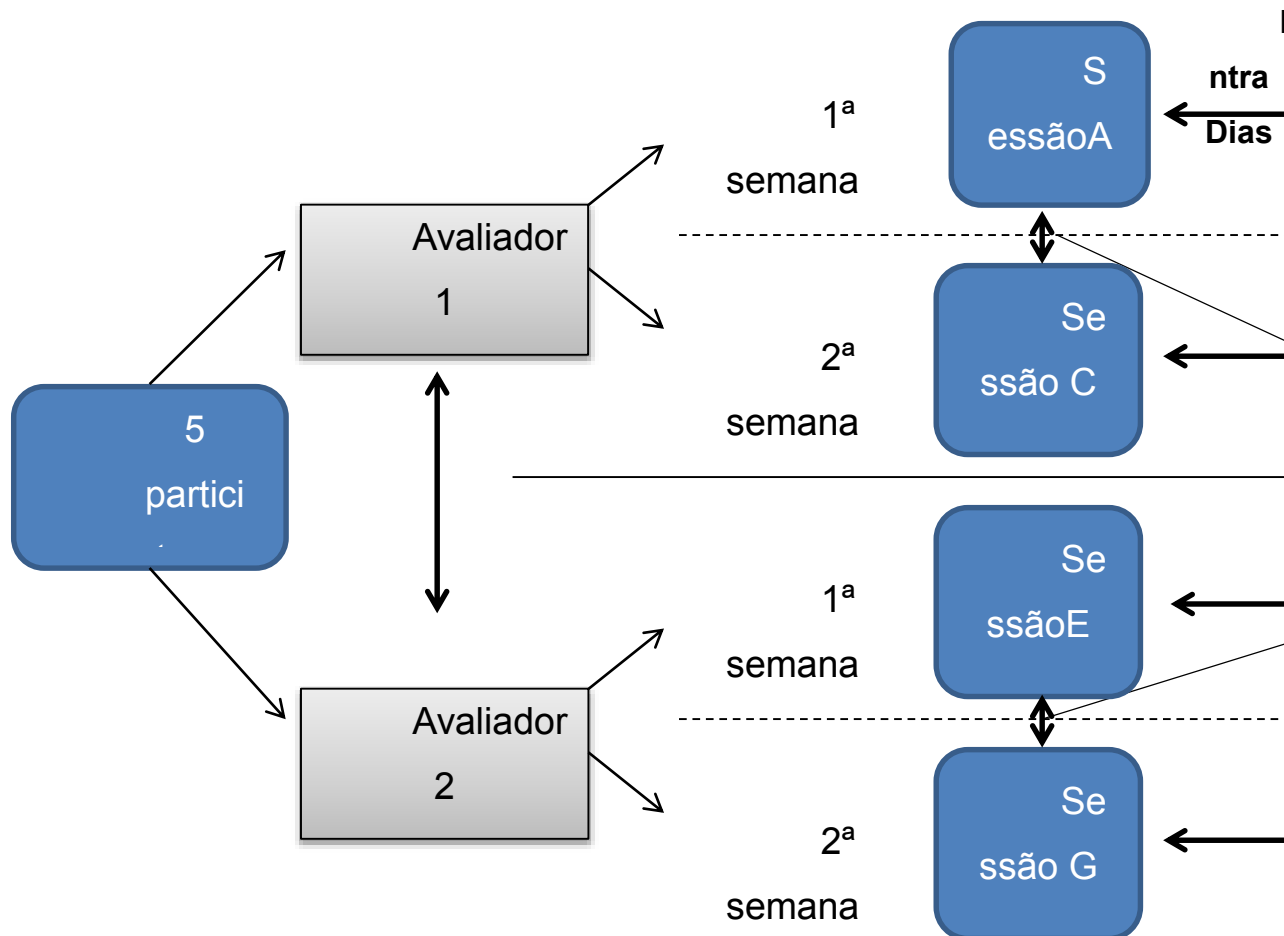 S
essãoA
ntra
Dias
1ª
semana
Avaliador
1
Se
ssão C
2ª
semana
5
partici
Se
ssãoE
1ª
semana
Avaliador
2
Se
ssão G
2ª
semana